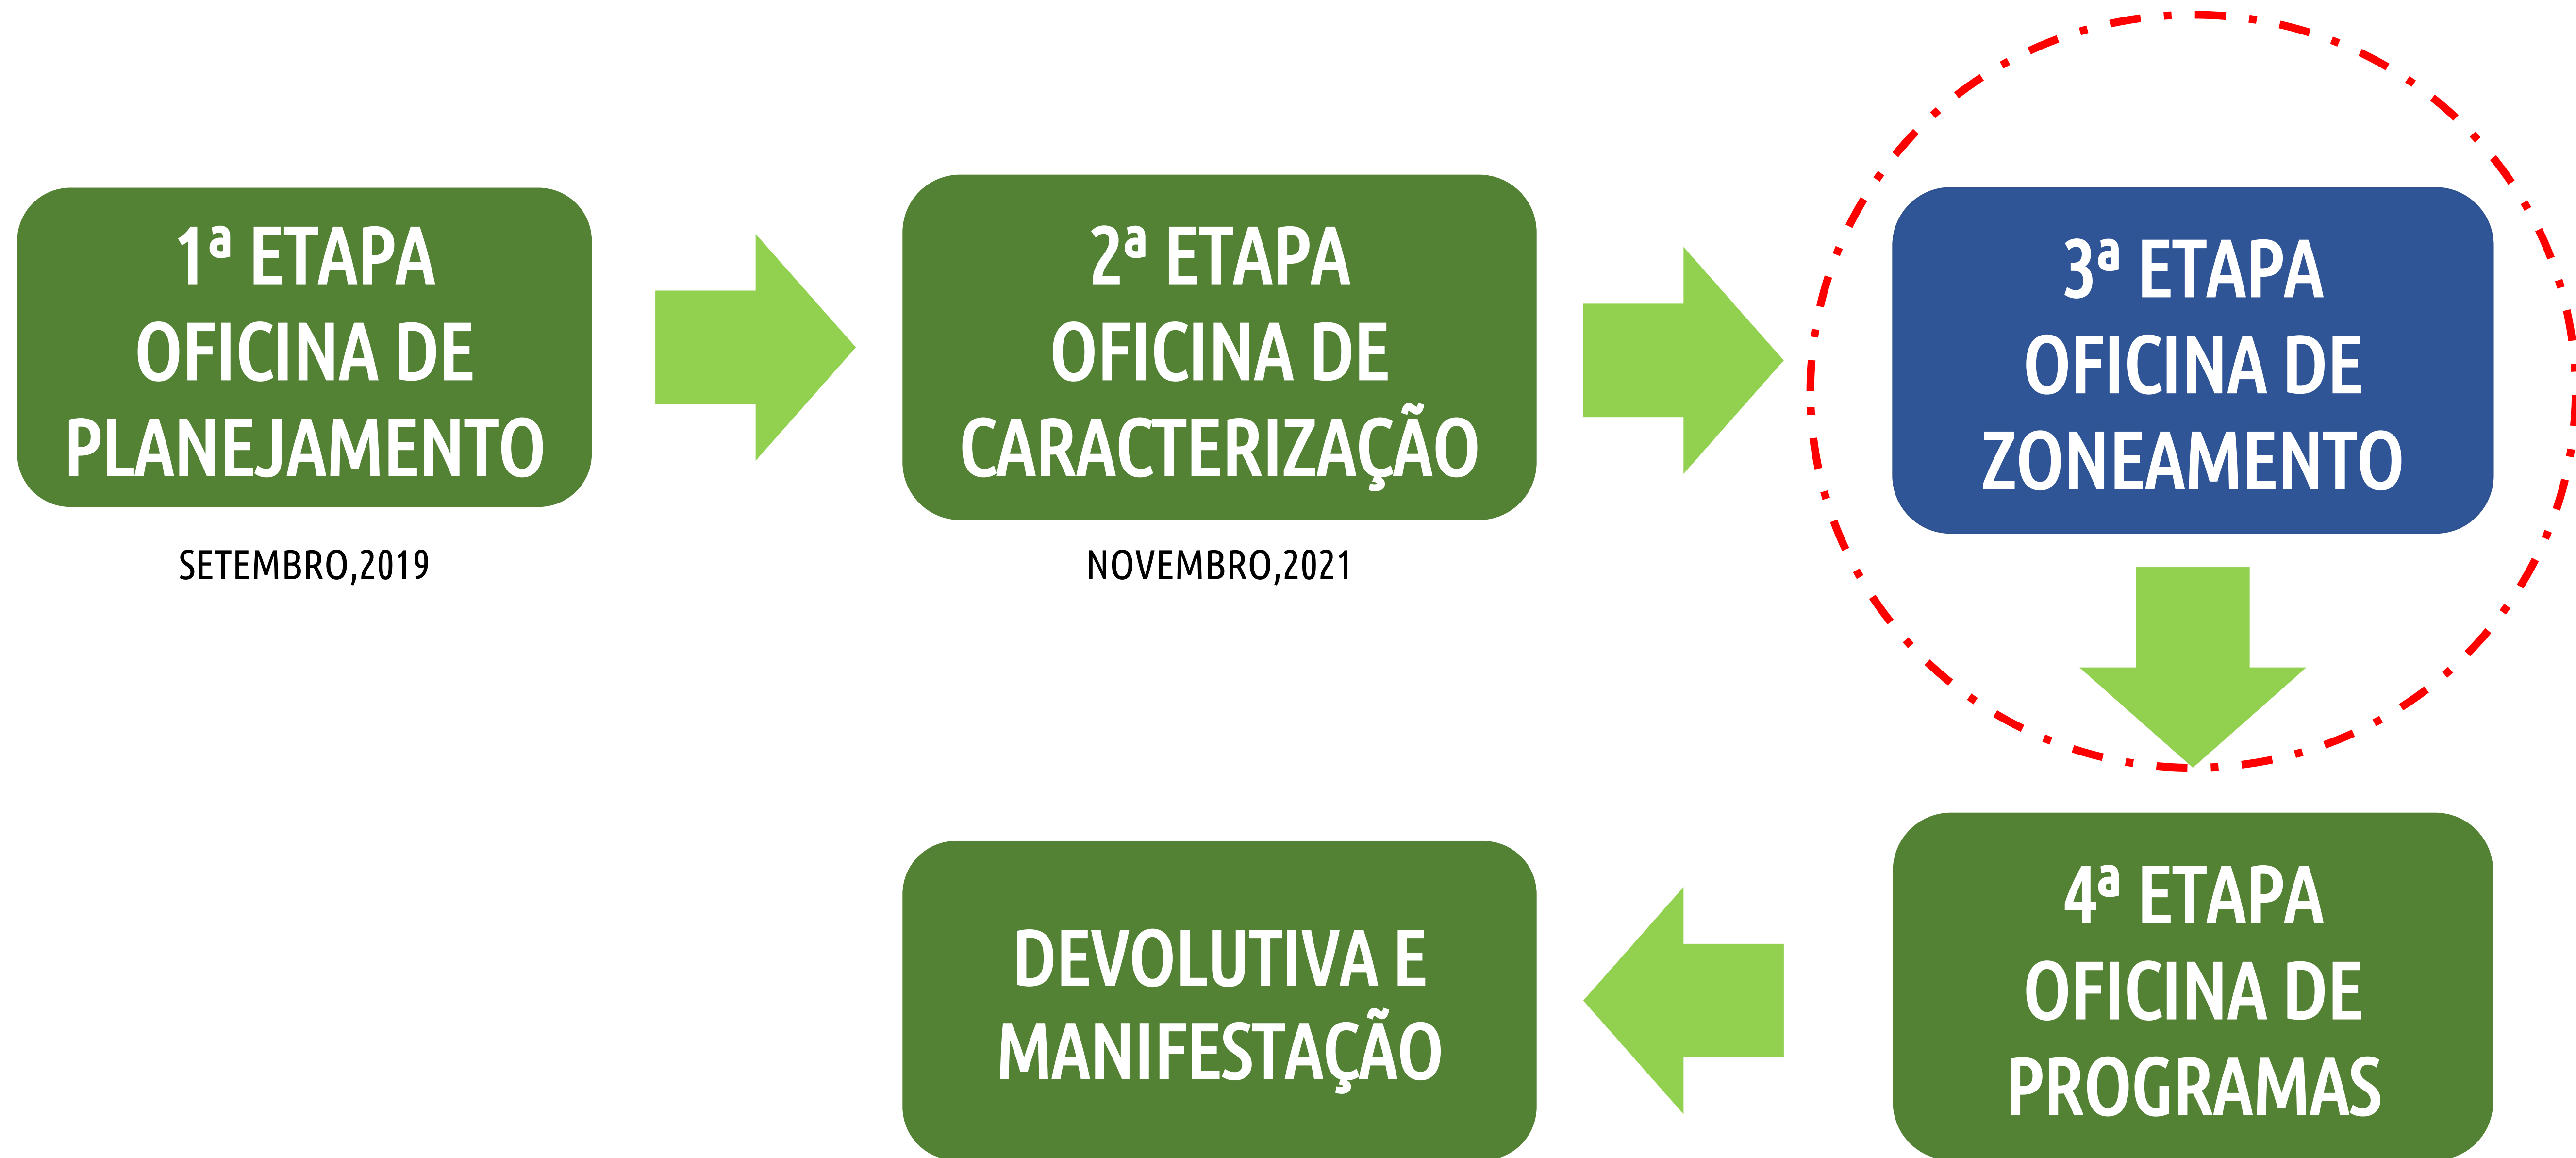 1ª ETAPA
OFICINA DE
PLANEJAMENTO
SETEMBRO,2019
2ª ETAPA
OFICINA DE
CARACTERIZAÇÃO
NOVEMBRO,2021
3ª ETAPA
OFICINA DE
ZONEAMENTO
4ª ETAPA
OFICINA DE
PROGRAMAS
DEVOLUTIVA E
MANIFESTAÇÃO